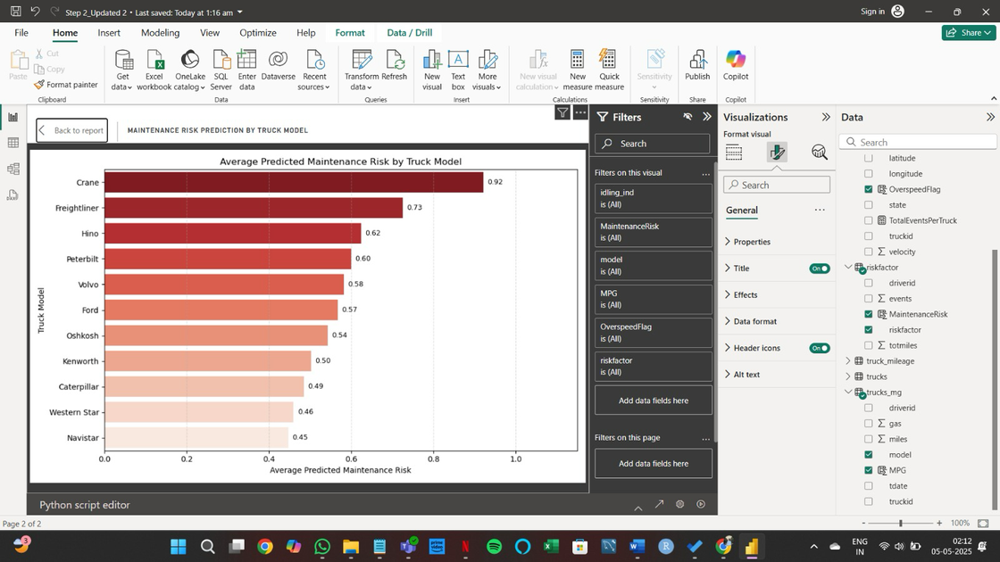 Step 2_Updated 2 • Last saved: Today at 1:16 am
Sign in
File Home Insert Modeling View Optimize Help Format Data / Drill
Share
Paste
Cut
Copy
Format painter
Clipboard
Get data
Excel workbook
OneLake catalog
SQL Server
Enter data
Dataverse
Recent sources
Data
Transform data
Refresh
Queries
New visual
Text box
More visuals
Insert
New visual calculation
New measure
Quick measure
Calculations
Sensitivity
Sensitivity
Publish
Share
Copilot
Copilot
Back to report
MAINTENANCE RISK PREDICTION BY TRUCK MODEL
Average Predicted Maintenance Risk by Truck Model
Truck Model
Crane 0.92
Freightliner 0.73
Hino 0.62
Peterbilt 0.60
Volvo 0.58
Ford 0.57
Oshkosh 0.54
Kenworth 0.50
Caterpillar 0.49
Western Star 0.46
Navistar 0.45
0.0 0.2 0.4 0.6 0.8 1.0
Average Predicted Maintenance Risk
Python script editor
Filters
Search
Filters on this visual
idling_ind
is (All)
MaintenanceRisk
is (All)
model
is (All)
MPG
is (All)
OverspeedFlag
is (All)
riskfactor
is (All)
Add data fields here
Filters on this page
Add data fields here
Visualizations
Format visual
Search
General
Properties
Title On
Effects
Data format
Header icons On
Alt text
Data
Search
latitude
longitude
OverspeedFlag
state
TotalEventsPerTruck
truckid
velocity
riskfactor
driverid
events
MaintenanceRisk
riskfactor
totmiles
truck_mileage
trucks
trucks_mg
driverid
gas
miles
model
MPG
tdate
truckid
Page 2 of 2
100%
3
ENG
IN
02:12
05-05-2025